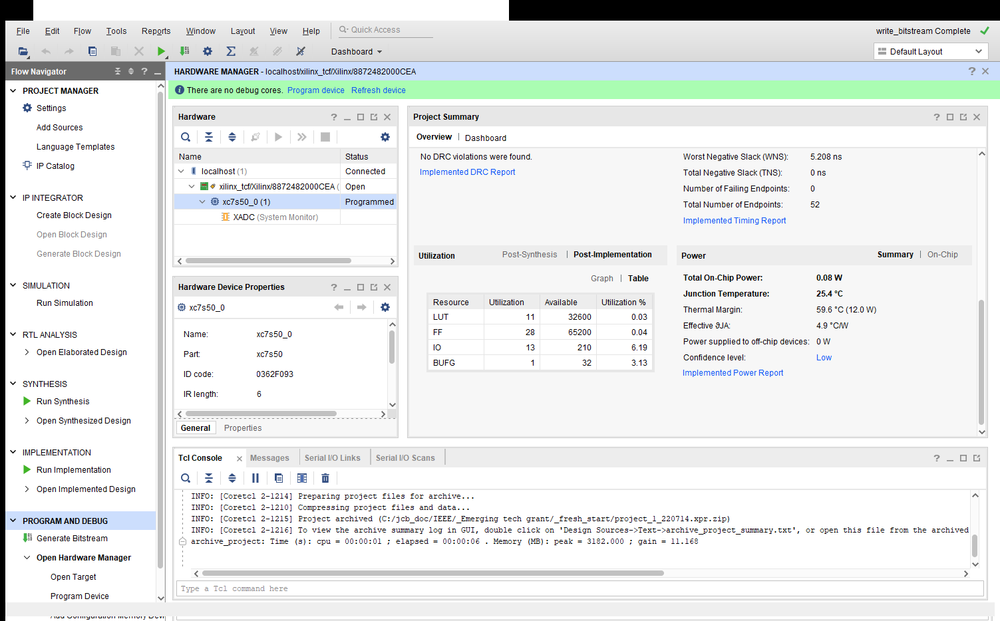 File Edit Flow Tools Reports Window Layout View Help Quick Access
write_bitstream Complete
Dashboard
Default Layout
Flow Navigator
PROJECT MANAGER
Settings
Add Sources
Language Templates
IP Catalog
IP INTEGRATOR
Create Block Design
Open Block Design
Generate Block Design
SIMULATION
Run Simulation
RTL ANALYSIS
Open Elaborated Design
SYNTHESIS
Run Synthesis
Open Synthesized Design
IMPLEMENTATION
Run Implementation
Open Implemented Design
PROGRAM AND DEBUG
Generate Bitstream
Open Hardware Manager
Open Target
Program Device
Add Configuration Memory Devi
HARDWARE MANAGER - localhost/xilinx_tcf/Xilinx/8872482000CEA
There are no debug cores. Program device Refresh device
Hardware
Name Status
localhost (1) Connected
xilinx_tcf/Xilinx/8872482000CEA ( Open
xc7s50_0 (1) Programmed
XADC (System Monitor)
Hardware Device Properties
xc7s50_0
Name: xc7s50_0
Part: xc7s50
ID code: 0362F093
IR length: 6
General Properties
Project Summary
Overview | Dashboard
No DRC violations were found.
Implemented DRC Report
Worst Negative Slack (WNS): 5.208 ns
Total Negative Slack (TNS): 0 ns
Number of Failing Endpoints: 0
Total Number of Endpoints: 52
Implemented Timing Report
Utilization Post-Synthesis | Post-Implementation
Graph | Table
Resource Utilization Available Utilization %
LUT 11 32600 0.03
FF 28 65200 0.04
IO 13 210 6.19
BUFG 1 32 3.13
Power Summary | On-Chip
Total On-Chip Power: 0.08 W
Junction Temperature: 25.4 °C
Thermal Margin: 59.6 °C (12.0 W)
Effective ϑJA: 4.9 °C/W
Power supplied to off-chip devices: 0 W
Confidence level: Low
Implemented Power Report
Tcl Console Messages Serial I/O Links Serial I/O Scans
INFO: [Coretcl 2-1214] Preparing project files for archive...
INFO: [Coretcl 2-1210] Compressing project files and data...
INFO: [Coretcl 2-1215] Project archived (C:/jcb_doc/IEEE/_Emerging tech grant/_fresh_start/project_1_220714.xpr.zip)
INFO: [Coretcl 2-1216] To view the archive summary log in GUI, double click on 'Design Sources->Text->archive_project_summary.txt', or open this file from the archived
archive_project: Time (s): cpu = 00:00:01 ; elapsed = 00:00:06 . Memory (MB): peak = 3182.000 ; gain = 11.168
Type a Tcl command here